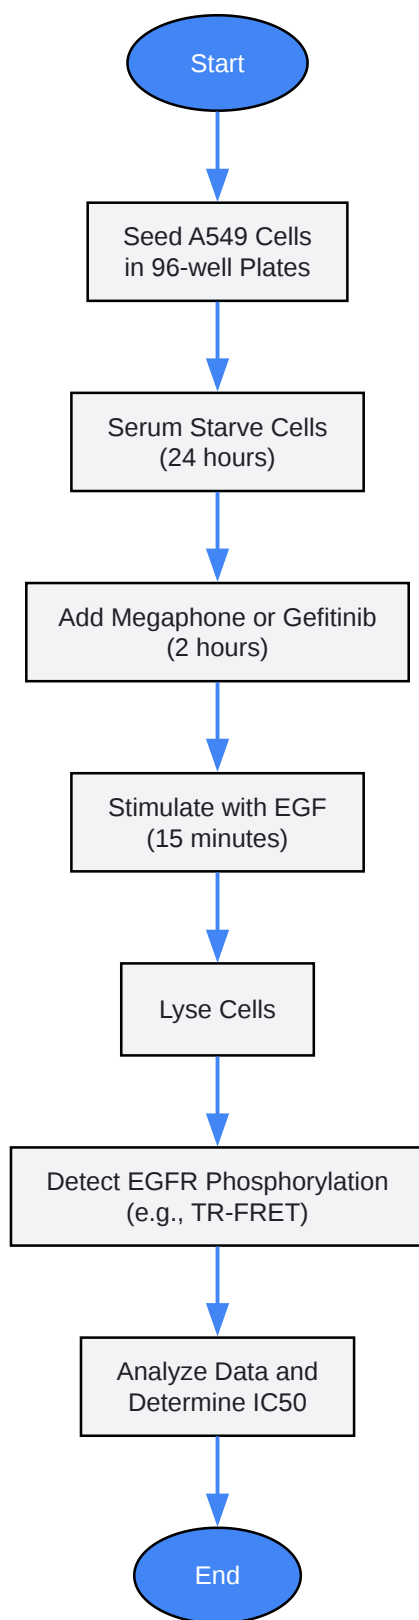 Start
Seed A549 Cells
in 96-well Plates
Serum Starve Cells
(24 hours)
Add Megaphone or Gefitinib
(2 hours)
Stimulate with EGF
(15 minutes)
Lyse Cells
Detect EGFR Phosphorylation
(e.g., TR-FRET)
Analyze Data and
Determine IC50
End